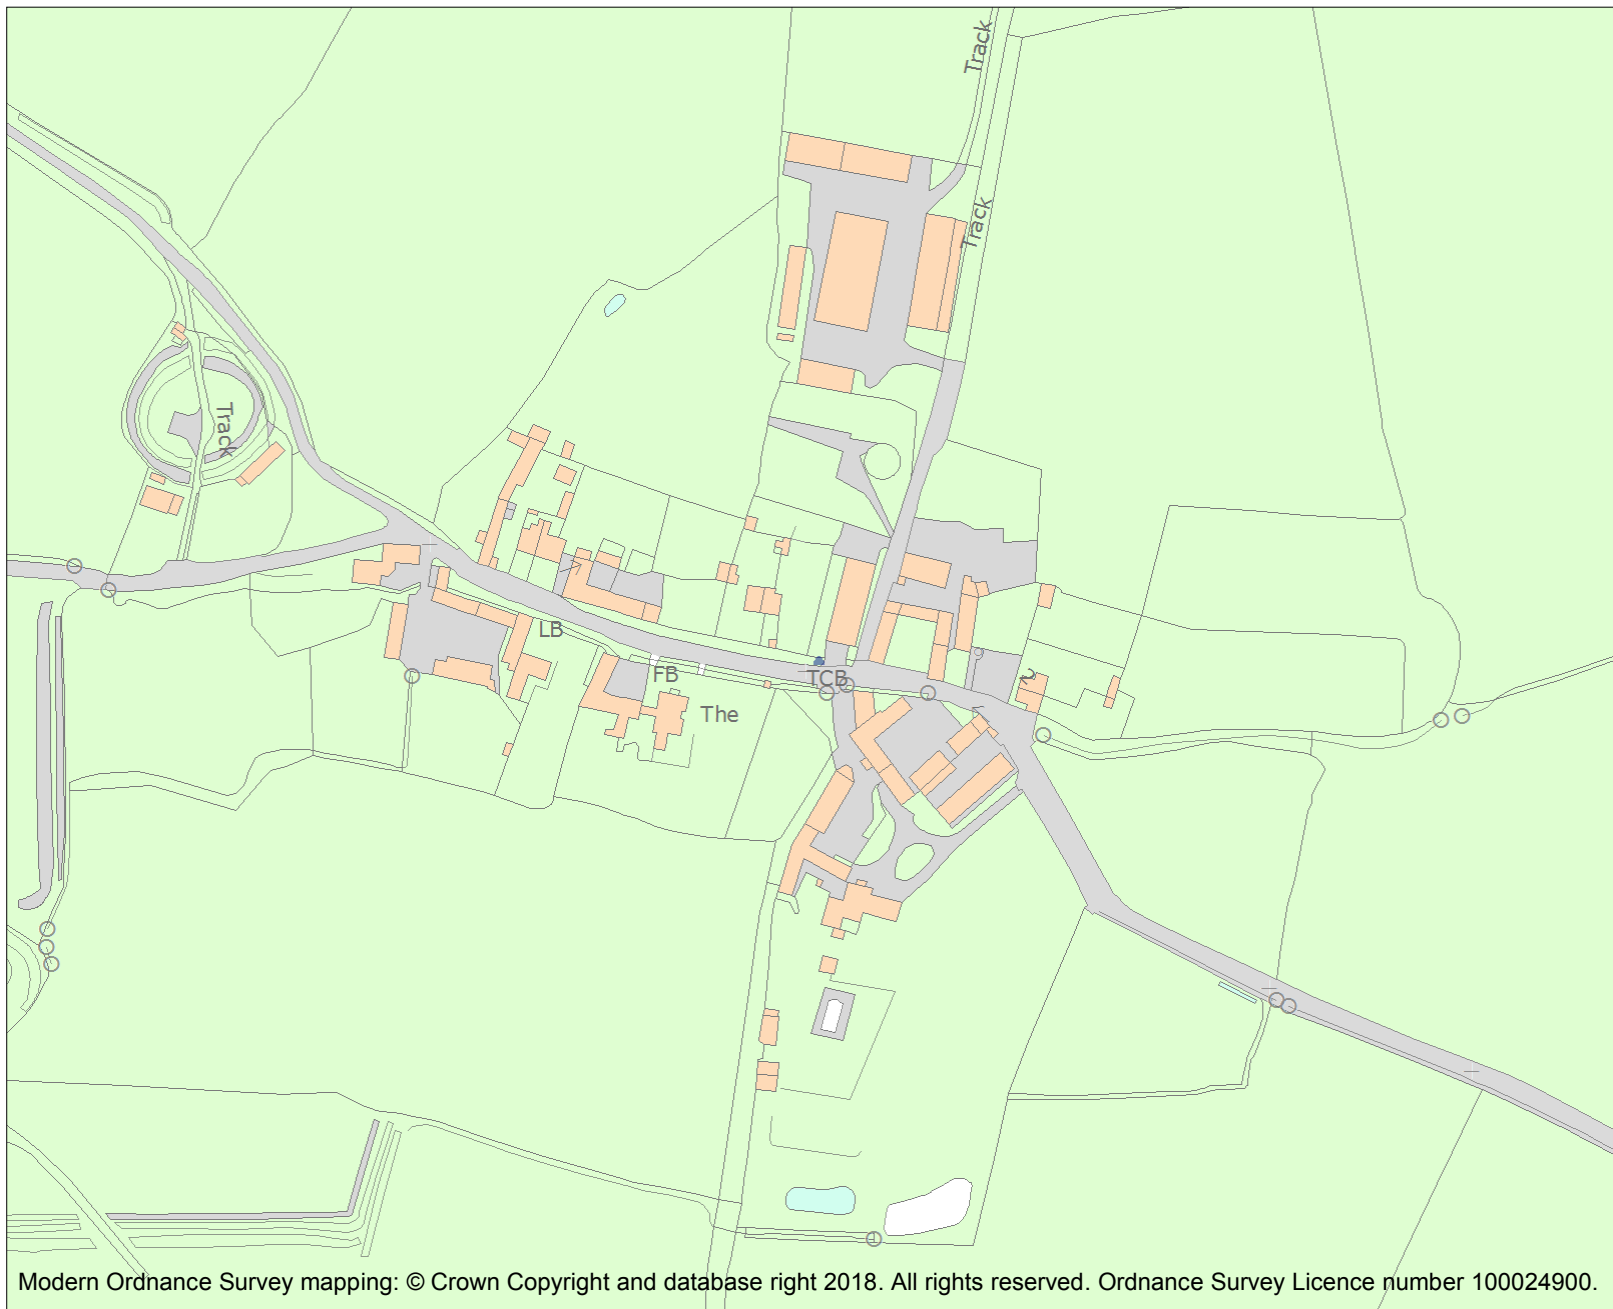 Track
Track
Track
LB
FB
TCB
2
The
Modern Ordnance Survey mapping: © Crown Copyright and database right 2018. All rights reserved. Ordnance Survey Licence number 100024900.